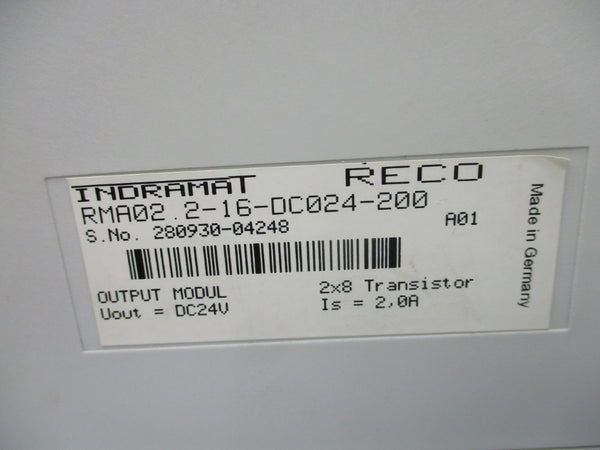 INDRAMAT RECO
RMA02.2-16-DC024-200
A01
S.No. 280930-04248
OUTPUT MODUL
2x8 Transistor
Uout = DC24V
Is = 2,0A
Made in Germany